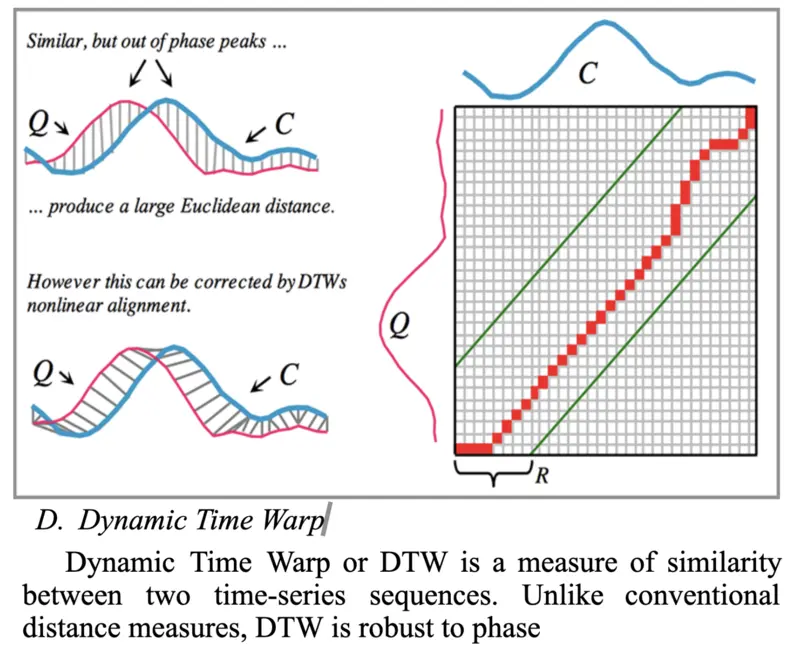 Similar, but out of phase peaks ...
Q
C
... produce a large Euclidean distance.
However this can be corrected by DTWs
nonlinear alignment.
Q
C
C
Q
R
D. Dynamic Time Warp
Dynamic Time Warp or DTW is a measure of similarity
between two time-series sequences. Unlike conventional
distance measures, DTW is robust to phase